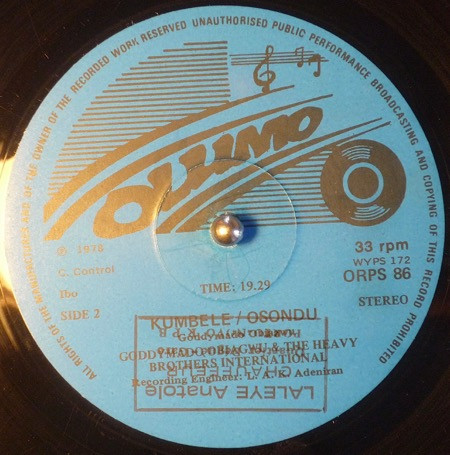 ALL RIGHTS OF THE MANUFACTURER AND OF THE OWNER OF THE RECORDED WORK RESERVED UNAUTHORISED PUBLIC PERFORMANCE BROADCASTING AND COPYING OF THIS RECORD PROHIBITED
OLUMO
℗ 1978
C. Control
Ibo
SIDE 2
33 rpm
WYPS 172
ORPS 86
STEREO
TIME: 19.29
KUMBELE / OSONDU
GODDYMAD OBIAGWU & THE HEAVY
BROTHERS INTERNATIONAL
Recording Engineer: L. A. K. Adeniran
LALEYE Anatole
CHAUFFEUR